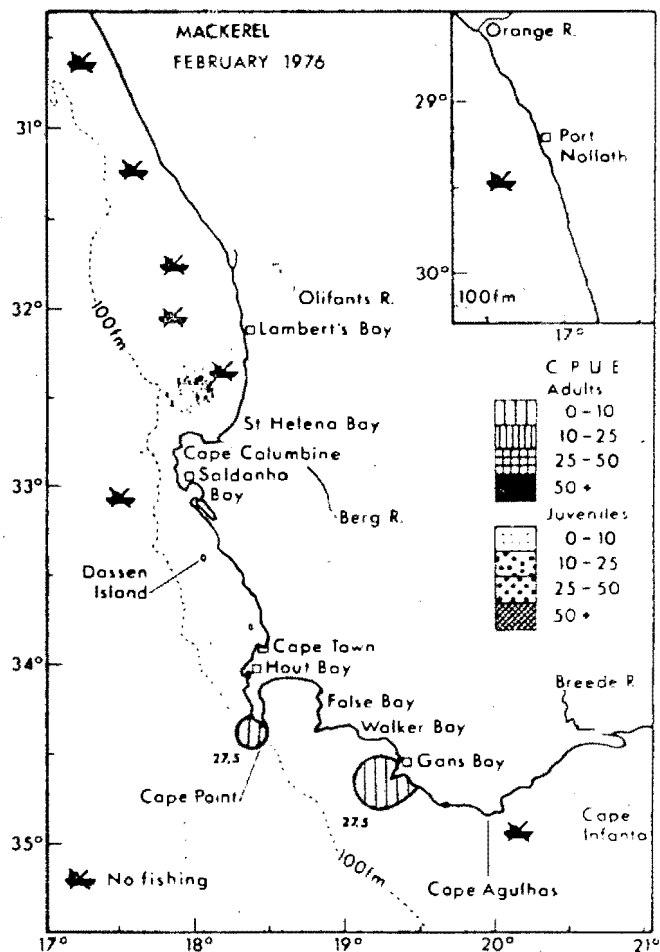 MACKEREL
FEBRUARY 1976
Orange R.
29°
Port
Nolloth
30°
100fm
17°
31°
32°
33°
34°
35°
100fm
Olifants R.
Lambert's Bay
St Helena Bay
Cape Columbine
Saldanha
Bay
Berg R.
Dassen
Island
Cape Town
Hout Bay
False Bay
Walker Bay
Gans Bay
Breede R.
27,5
Cape Point
27,5
Cape
Infanta
Cape Agulhas
100fm
No fishing
C P U E
Adults
0-10
10-25
25-50
50+
Juveniles
0-10
10-25
25-50
50+
17° 18° 19° 20° 21°